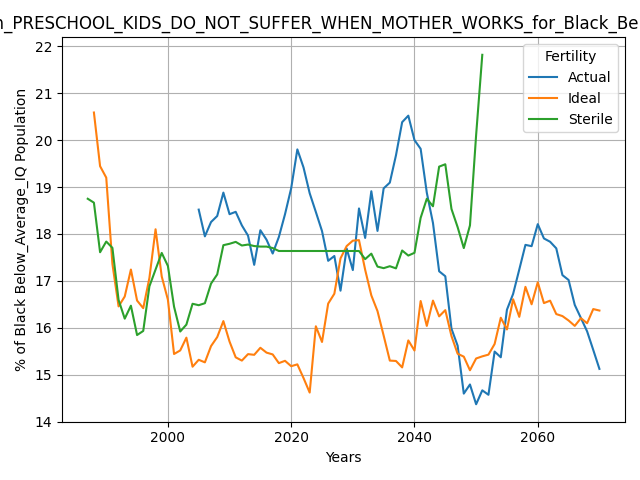 PRESCHOOL_KIDS_DO_NOT_SUFFER_WHEN_MOTHER_WORKS_for_Black_Be
Fertility
Actual
Ideal
Sterile
% of Black Below_Average_IQ Population
22
21
20
19
18
17
16
15
14
2000
2020
2040
2060
Years